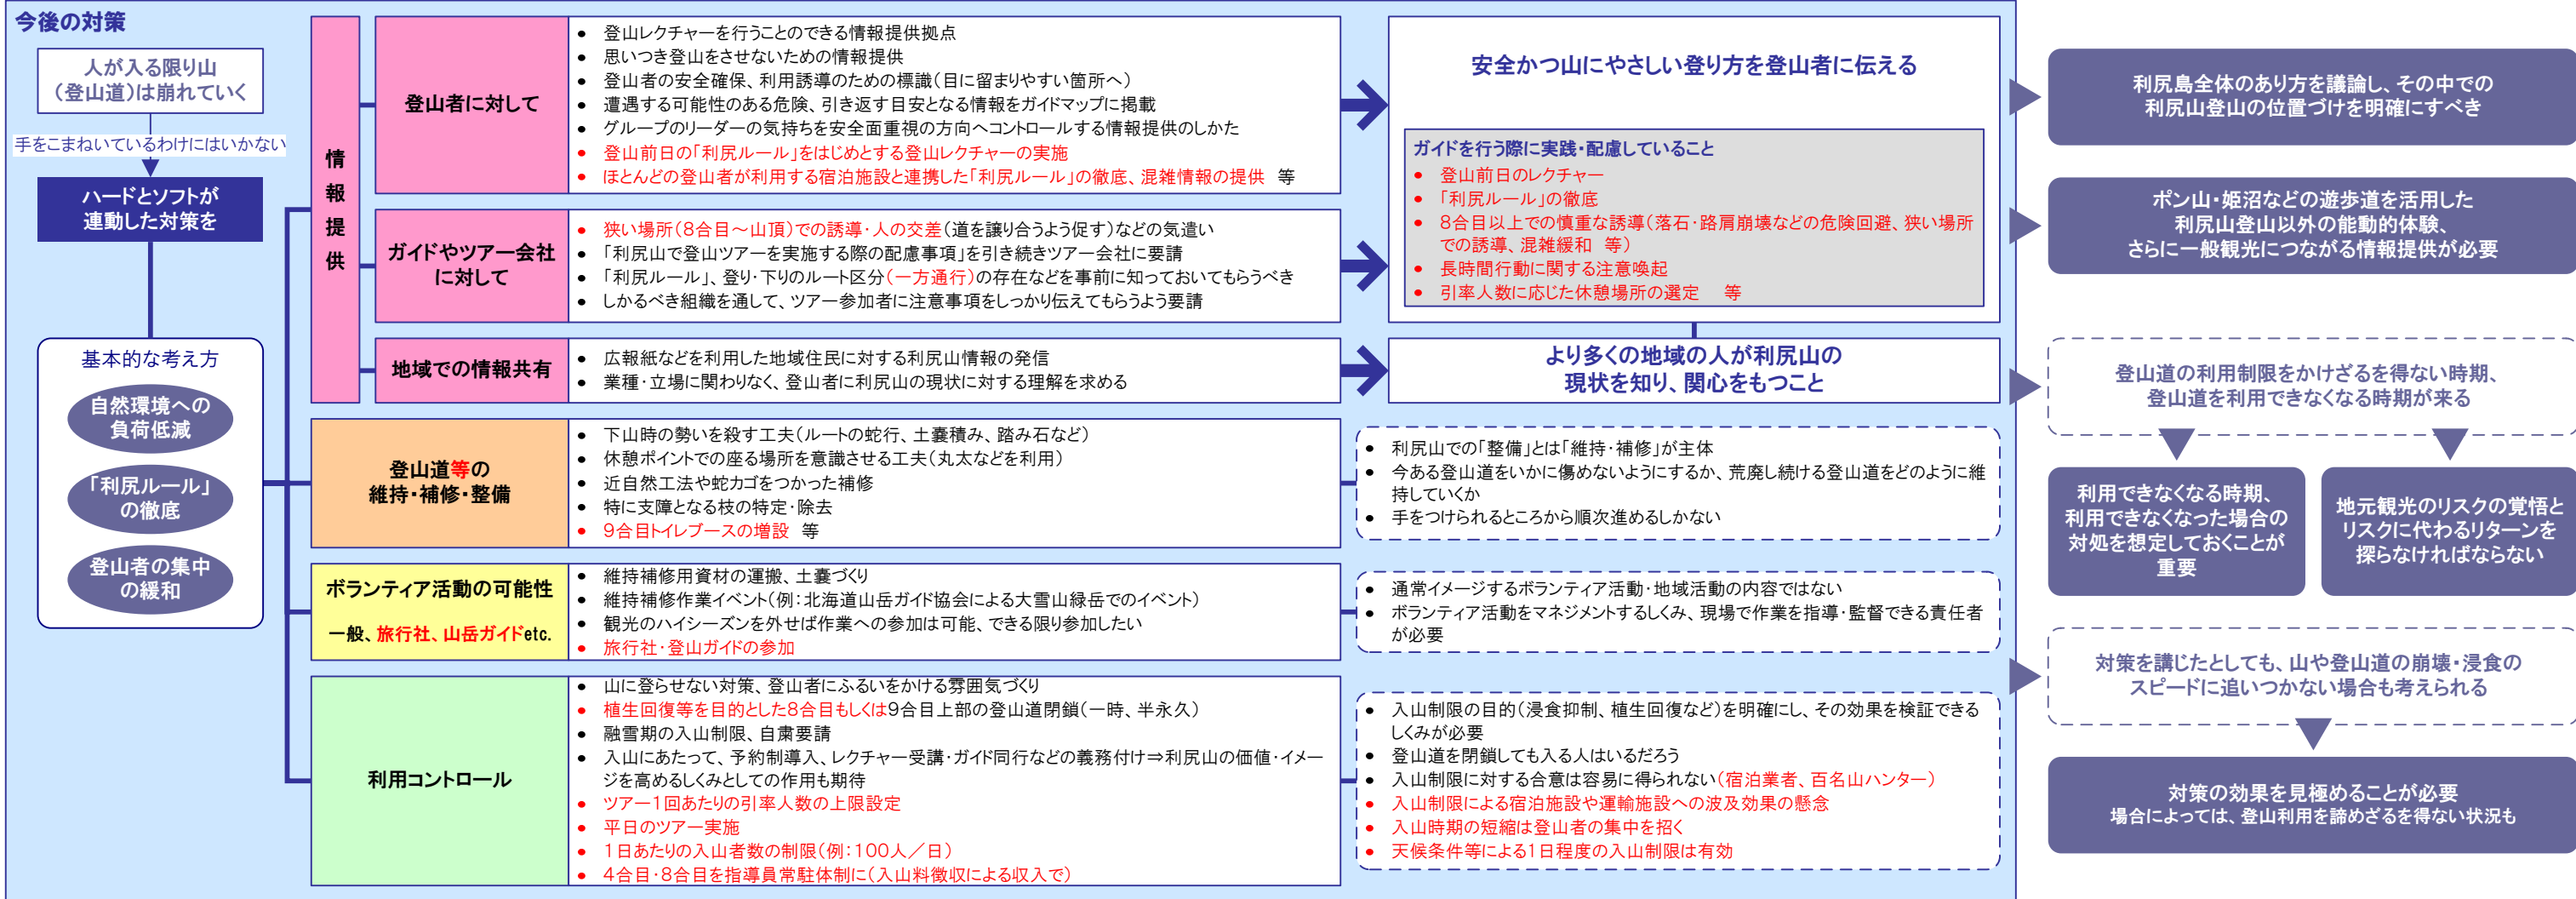 今後の対策
人が入る限り山
（登山道）は崩れていく
手をこまねいているわけにはいかない
ハードとソフトが
連動した対策を
基本的な考え方
自然環境への
負荷低減
「利尻ルール」
の徹底
登山者の集中
の緩和
情報提供
登山者に対して
● 登山レクチャーを行うことのできる情報提供拠点
● 思いつき登山をさせないための情報提供
● 登山者の安全確保、利用誘導のための標識（目に留まりやすい箇所へ）
● 遭遇する可能性のある危険、引き返す目安となる情報をガイドマップに掲載
● グループのリーダーの気持ちを安全面重視の方向へコントロールする情報提供のしかた
● 登山前日の「利尻ルール」をはじめとする登山レクチャーの実施
● ほとんどの登山者が利用する宿泊施設と連携した「利尻ルール」の徹底、混雑情報の提供　等
ガイドやツアー会社
に対して
● 狭い場所（8合目～山頂）での誘導・人の交差（道を譲り合うよう促す）などの気遣い
● 「利尻山で登山ツアーを実施する際の配慮事項」を引き続きツアー会社に要請
● 「利尻ルール」、登り・下りのルート区分（一方通行）の存在などを事前に知っておいてもらうべき
● しかるべき組織を通して、ツアー参加者に注意事項をしっかり伝えてもらうよう要請
地域での情報共有
● 広報紙などを利用した地域住民に対する利尻山情報の発信
● 業種・立場に関わりなく、登山者に利尻山の現状に対する理解を求める
安全かつ山にやさしい登り方を登山者に伝える
ガイドを行う際に実践・配慮していること
● 登山前日のレクチャー
● 「利尻ルール」の徹底
● 8合目以上での慎重な誘導（落石・路肩崩壊などの危険回避、狭い場所
での誘導、混雑緩和　等）
● 長時間行動に関する注意喚起
● 引率人数に応じた休憩場所の選定　等
より多くの地域の人が利尻山の
現状を知り、関心をもつこと
登山道等の
維持・補修・整備
● 下山時の勢いを殺す工夫（ルートの蛇行、土嚢積み、踏み石など）
● 休憩ポイントでの座る場所を意識させる工夫（丸太などを利用）
● 近自然工法や蛇カゴをつかった補修
● 特に支障となる枝の特定・除去
● 9合目トイレブースの増設　等
● 利尻山での「整備」とは「維持・補修」が主体
● 今ある登山道をいかに傷めないようにするか、荒廃し続ける登山道をどのように維
持していくか
● 手をつけられるところから順次進めるしかない
ボランティア活動の可能性
一般、旅行社、山岳ガイドetc.
● 維持補修用資材の運搬、土嚢づくり
● 維持補修作業イベント（例：北海道山岳ガイド協会による大雪山緑岳でのイベント）
● 観光のハイシーズンを外せば作業への参加は可能、できる限り参加したい
● 旅行社・登山ガイドの参加
● 通常イメージするボランティア活動・地域活動の内容ではない
● ボランティア活動をマネジメントするしくみ、現場で作業を指導・監督できる責任者
が必要
利用コントロール
● 山に登らせない対策、登山者にふるいをかける雰囲気づくり
● 植生回復等を目的とした8合目もしくは9合目上部の登山道閉鎖（一時、半永久）
● 融雪期の入山制限、自粛要請
● 入山にあたって、予約制導入、レクチャー受講・ガイド同行などの義務付け⇒利尻山の価値・イメー
ジを高めるしくみとしての作用も期待
● ツアー1回あたりの引率人数の上限設定
● 平日のツアー実施
● 1日あたりの入山者数の制限（例：100人／日）
● 4合目・8合目を指導員常駐体制に（入山料徴収による収入で）
● 入山制限の目的（浸食抑制、植生回復など）を明確にし、その効果を検証できる
しくみが必要
● 登山道を閉鎖しても入る人はいるだろう
● 入山制限に対する合意は容易に得られない（宿泊業者、百名山ハンター）
● 入山制限による宿泊施設や運輸施設への波及効果の懸念
● 入山時期の短縮は登山者の集中を招く
● 天候条件等による1日程度の入山制限は有効
利尻島全体のあり方を議論し、その中での
利尻山登山の位置づけを明確にすべき
ポン山・姫沼などの遊歩道を活用した
利尻山登山以外の能動的体験、
さらに一般観光につながる情報提供が必要
登山道の利用制限をかけざるを得ない時期、
登山道を利用できなくなる時期が来る
利用できなくなる時期、
利用できなくなった場合の
対処を想定しておくことが
重要
地元観光のリスクの覚悟と
リスクに代わるリターンを
探らなければならない
対策を講じたとしても、山や登山道の崩壊・浸食の
スピードに追いつかない場合も考えられる
対策の効果を見極めることが必要
場合によっては、登山利用を諦めざるを得ない状況も